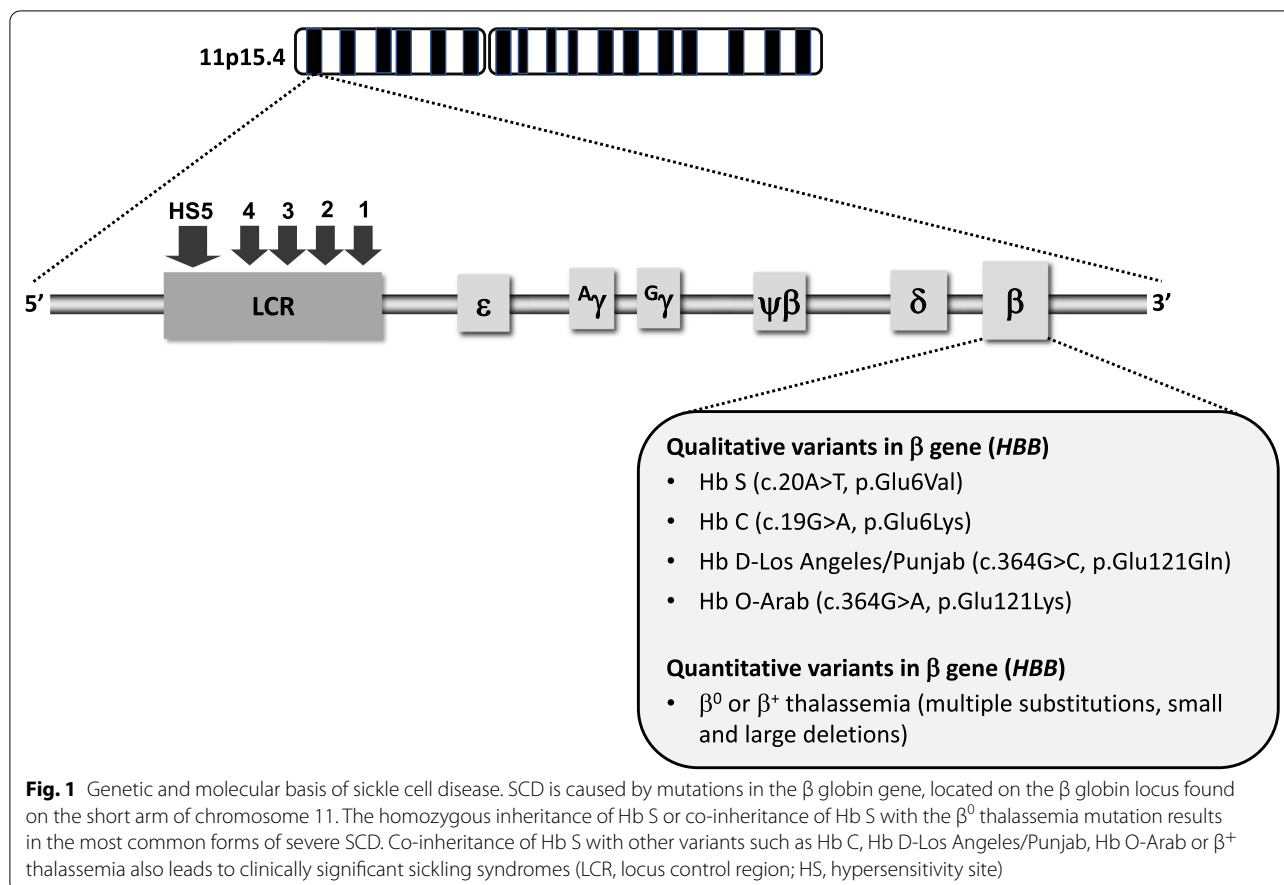 11p15.4
HS5 4 3 2 1
5’ LCR ε Aγ Gγ ψβ δ β 3’
Qualitative variants in β gene (HBB)
• Hb S (c.20A>T, p.Glu6Val)
• Hb C (c.19G>A, p.Glu6Lys)
• Hb D-Los Angeles/Punjab (c.364G>C, p.Glu121Gln)
• Hb O-Arab (c.364G>A, p.Glu121Lys)
Quantitative variants in β gene (HBB)
• β⁰ or β⁺ thalassemia (multiple substitutions, small
and large deletions)
Fig. 1 Genetic and molecular basis of sickle cell disease. SCD is caused by mutations in the β globin gene, located on the β globin locus found
on the short arm of chromosome 11. The homozygous inheritance of Hb S or co-inheritance of Hb S with the β⁰ thalassemia mutation results
in the most common forms of severe SCD. Co-inheritance of Hb S with other variants such as Hb C, Hb D-Los Angeles/Punjab, Hb O-Arab or β⁺
thalassemia also leads to clinically significant sickling syndromes (LCR, locus control region; HS, hypersensitivity site)